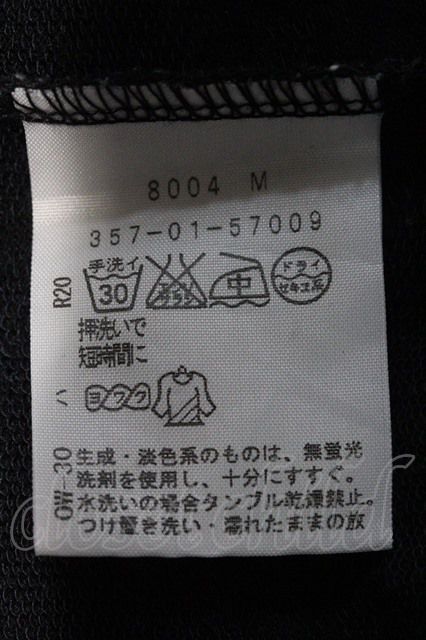 8004 M
357-01-57009
手洗イ
30
エンソ
サラシ
中
ドライ
セキユ系
押洗いで
短時間に
ヨワク
生成・淡色系のものは、無蛍光
洗剤を使用し、十分にすすぐ。
水洗いの場合タンブル乾燥禁止。
つけ置き洗い・濡れたままの放
R20
ハ
OW-30